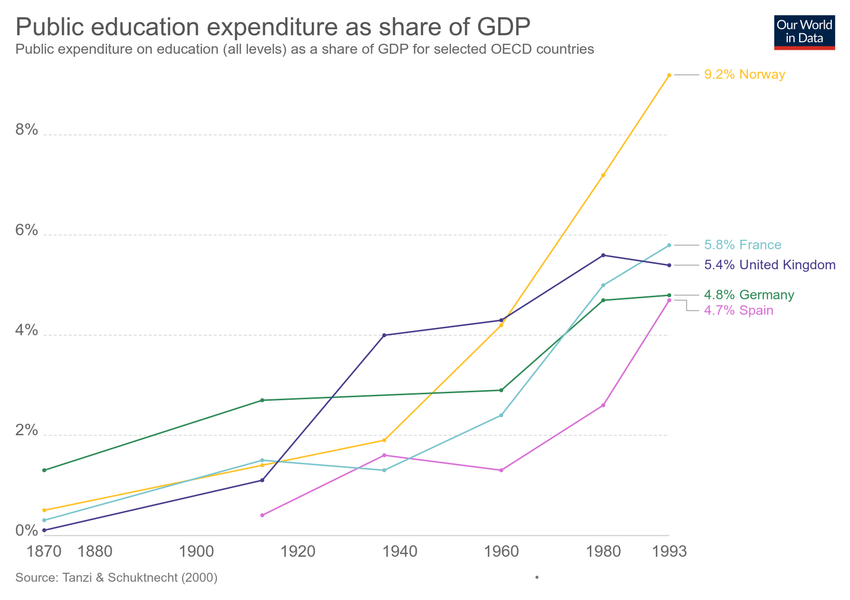 Public education expenditure as share of GDP
Public expenditure on education (all levels) as a share of GDP for selected OECD countries
Our World
in Data
9.2% Norway
8%
6%
5.8% France
5.4% United Kingdom
4.8% Germany
4.7% Spain
4%
2%
0%
1870 1880 1900 1920 1940 1960 1980 1993
Source: Tanzi & Schuktnecht (2000)